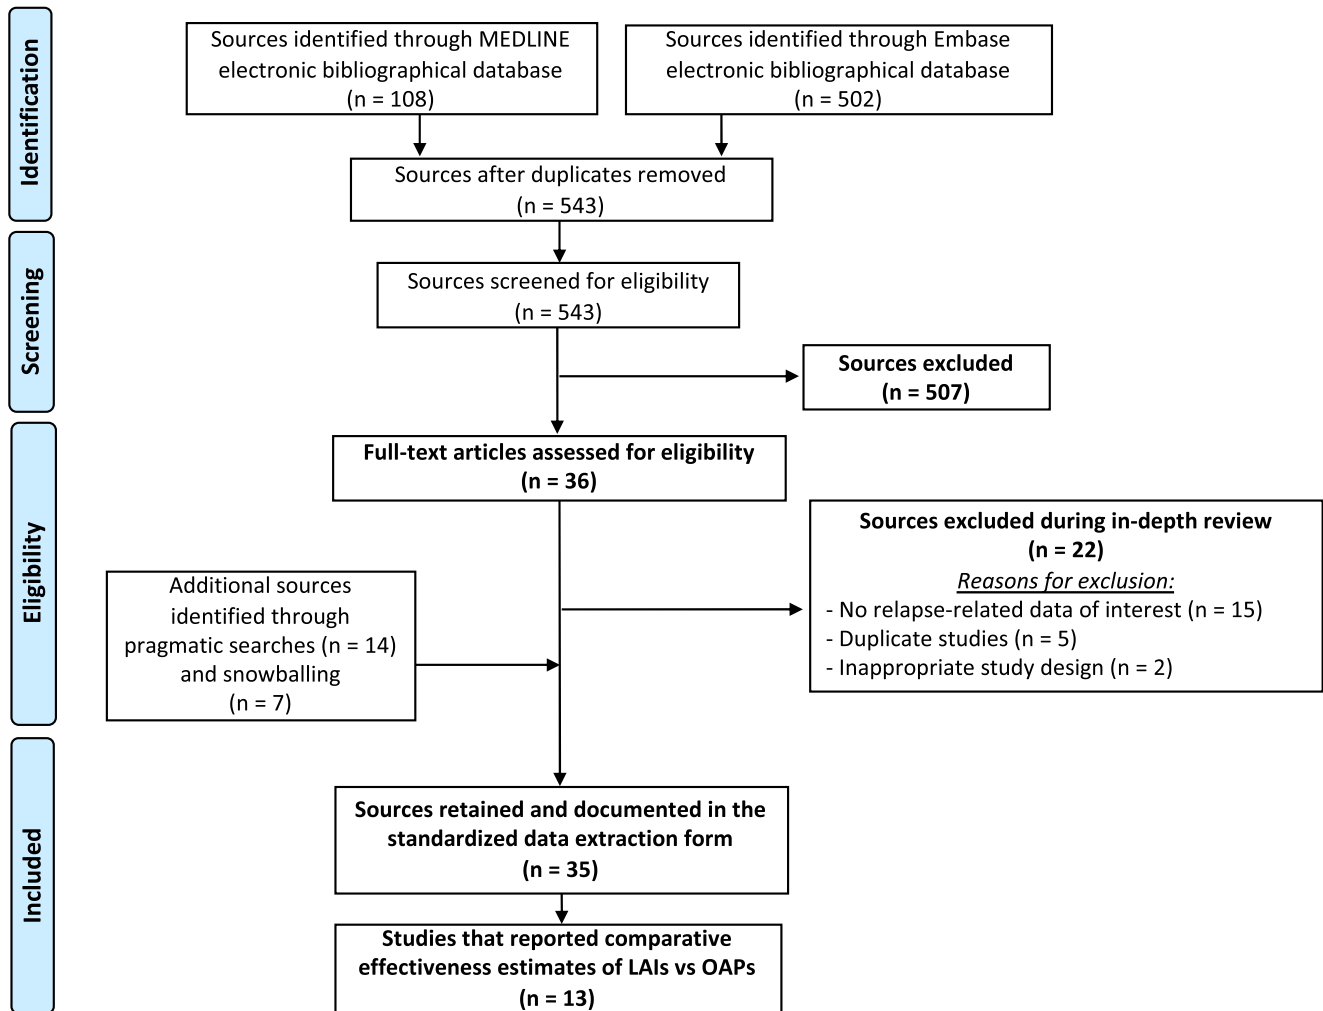 Identification
Sources identified through MEDLINE
electronic bibliographical database
(n = 108)
Sources identified through Embase
electronic bibliographical database
(n = 502)
Sources after duplicates removed
(n = 543)
Screening
Sources screened for eligibility
(n = 543)
Sources excluded
(n = 507)
Eligibility
Full-text articles assessed for eligibility
(n = 36)
Sources excluded during in-depth review
(n = 22)
Reasons for exclusion:
- No relapse-related data of interest (n = 15)
- Duplicate studies (n = 5)
- Inappropriate study design (n = 2)
Additional sources
identified through
pragmatic searches (n = 14)
and snowballing
(n = 7)
Included
Sources retained and documented in the
standardized data extraction form
(n = 35)
Studies that reported comparative
effectiveness estimates of LAIs vs OAPs
(n = 13)